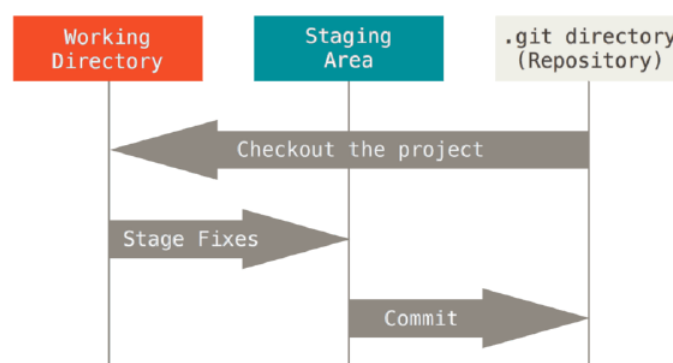 Working
Directory
Staging
Area
.git directory
(Repository)
Checkout the project
Stage Fixes
Commit